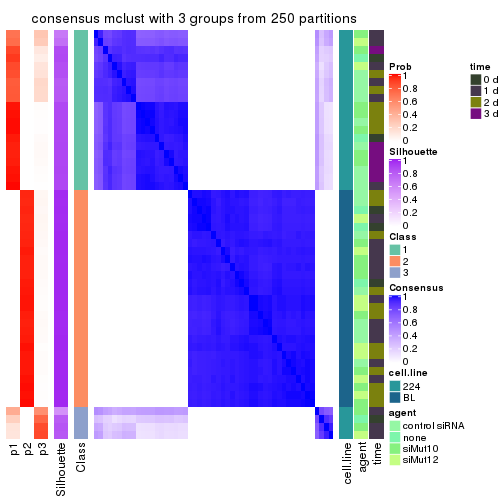 consensus mclust with 3 groups from 250 partitions
Prob
1
0.8
0.6
0.4
0.2
0
time
0 d
1 d
2 d
3 d
Silhouette
1
0.8
0.6
0.4
0.2
0
Class
1
2
3
Consensus
1
0.8
0.6
0.4
0.2
0
cell.line
224
BL
agent
control siRNA
none
siMut10
siMut12
p1
p2
p3
Silhouette
Class
cell.line
agent
time